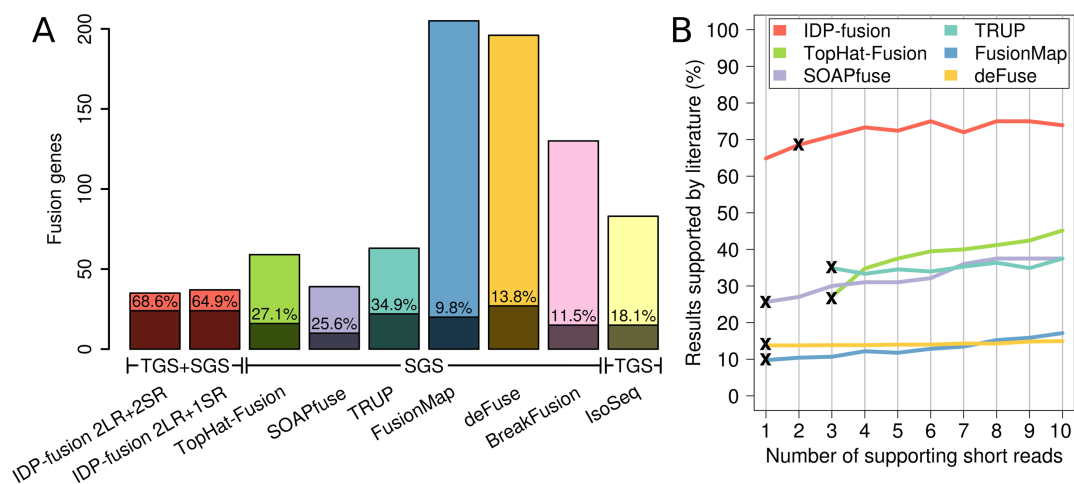 A
Fusion genes
200
150
100
50
0
68.6%
64.9%
27.1%
25.6%
34.9%
9.8%
13.8%
11.5%
18.1%
TGS+SGS
SGS
TGS
IDP-fusion 2LR+2SR
IDP-fusion 2LR+1SR
TopHat-Fusion
SOAPfuse
TRUP
FusionMap
deFuse
BreakFusion
IsoSeq
B
Results supported by literature (%)
100
90
80
70
60
50
40
30
20
10
0
IDP-fusion
TopHat-Fusion
SOAPfuse
TRUP
FusionMap
deFuse
x
x
x
x
x
x
1 2 3 4 5 6 7 8 9 10
Number of supporting short reads